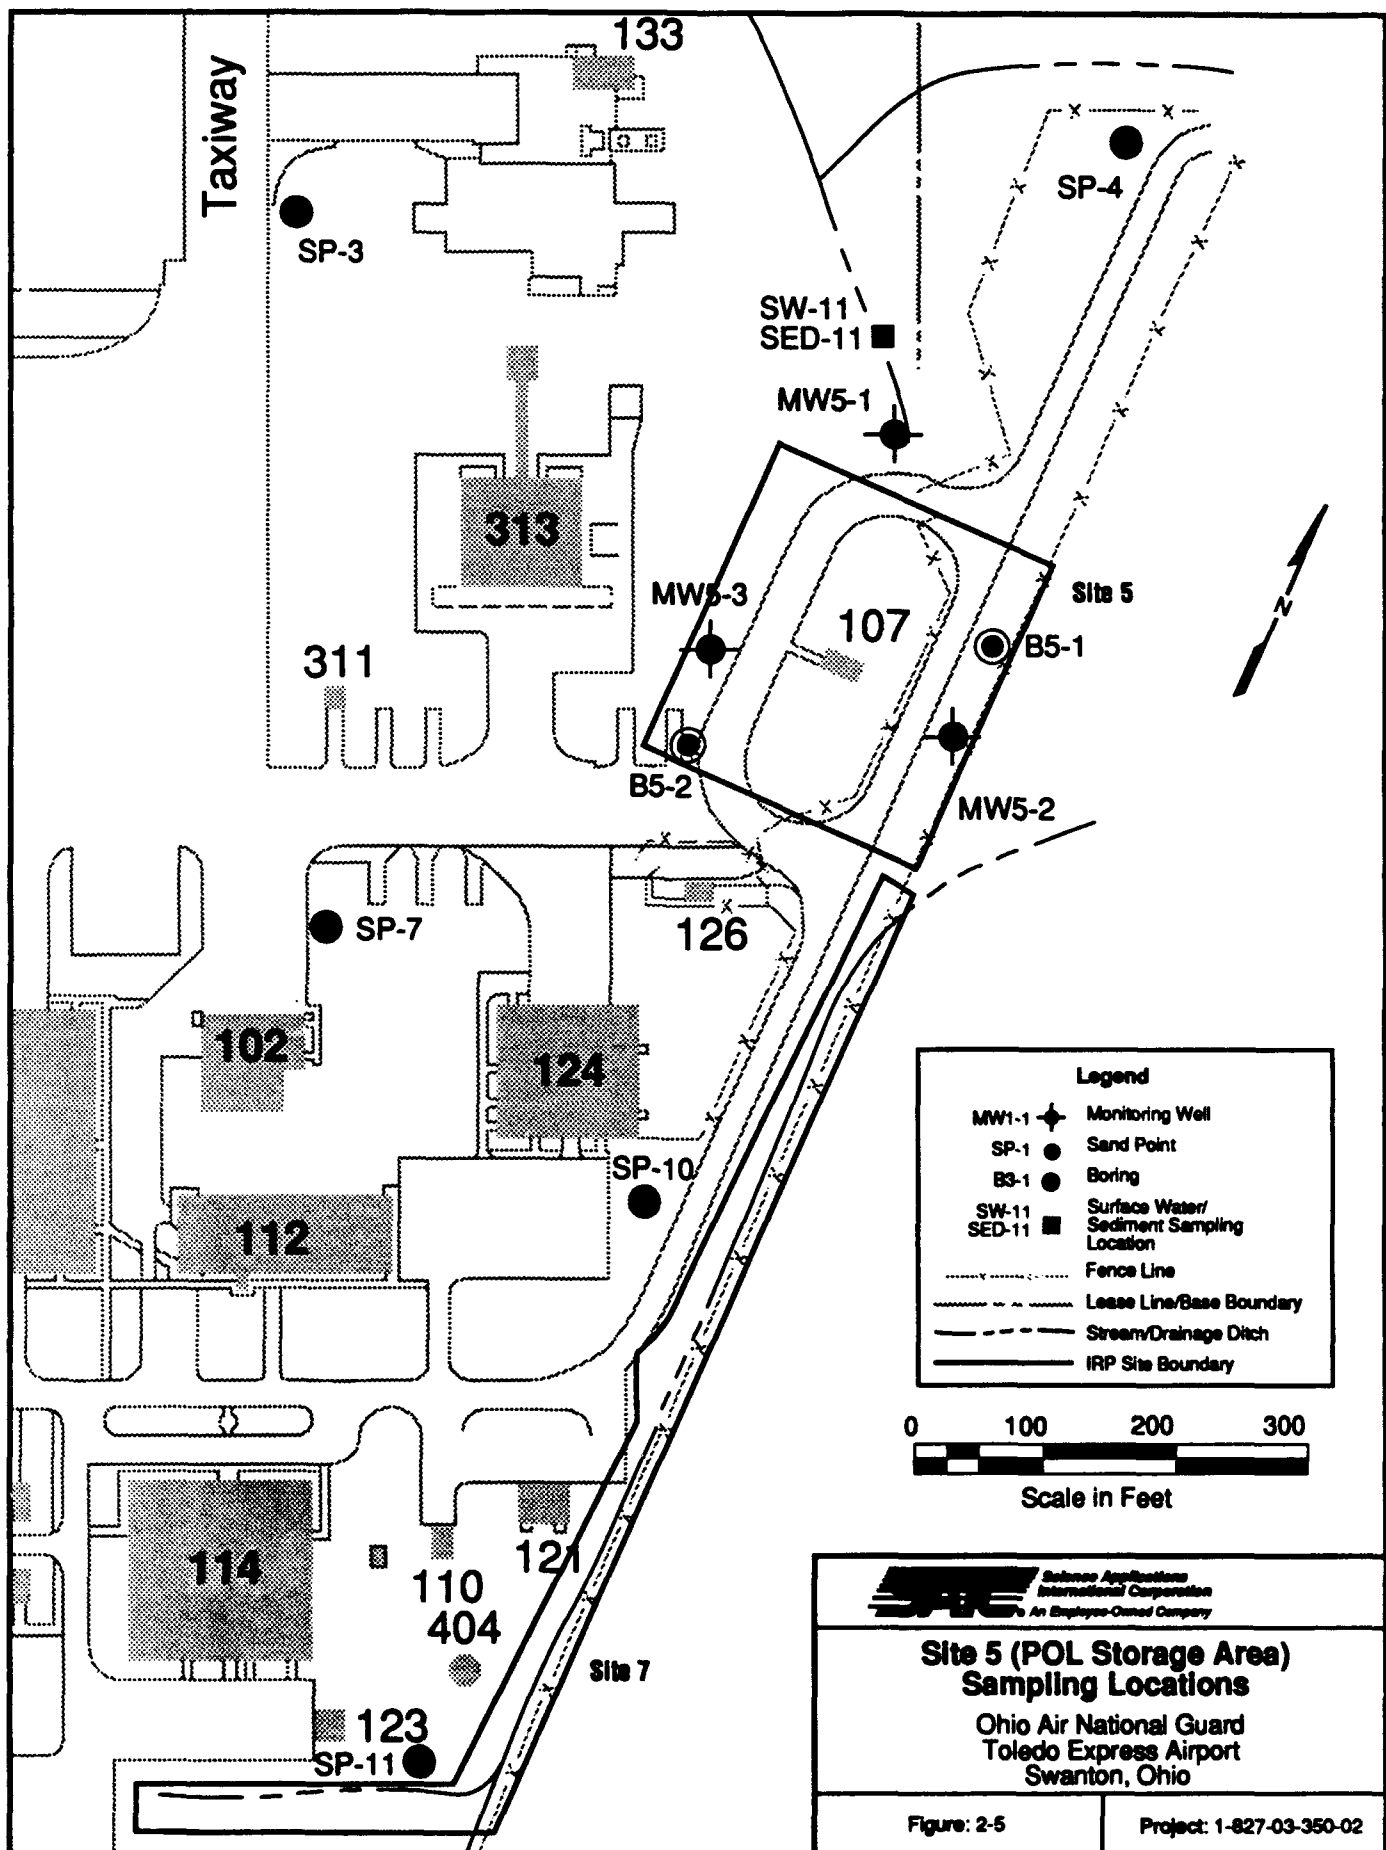 133
Taxiway
SP-4
SP-3
SW-11
SED-11
MW5-1
313
MW5-3
Site 5
107
N
B5-1
311
B5-2
MW5-2
SP-7
126
102
124
Legend
MW1-1 Monitoring Well
SP-1 Sand Point
B3-1 Boring
SW-11
SED-11
Surface Water/
Sediment Sampling
Location
Fence Line
Lease Line/Base Boundary
Stream/Drainage Ditch
IRP Site Boundary
SP-10
112
0 100 200 300
Scale in Feet
114
110
121
404
Site 7
123
SP-11
SAIC
Science Applications
International Corporation
An Employee-Owned Company
Site 5 (POL Storage Area)
Sampling Locations
Ohio Air National Guard
Toledo Express Airport
Swanton, Ohio
Figure: 2-5
Project: 1-827-03-350-02